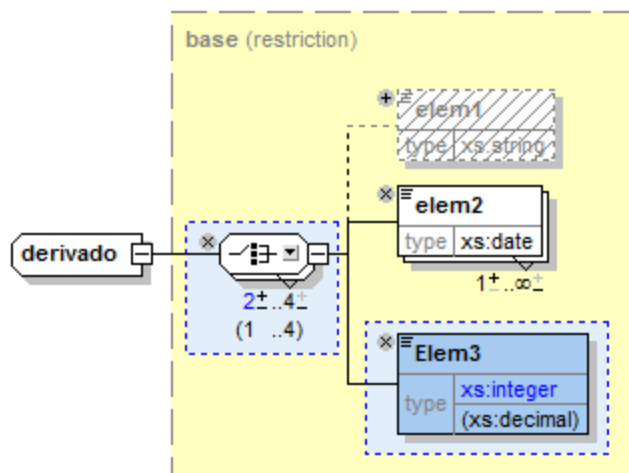 base (restriction)
elem1
type xs:string
elem2
type xs:date
1 ..∞
derivado
2 ..4
(1 ..4)
Elem3
type xs:integer
(xs:decimal)